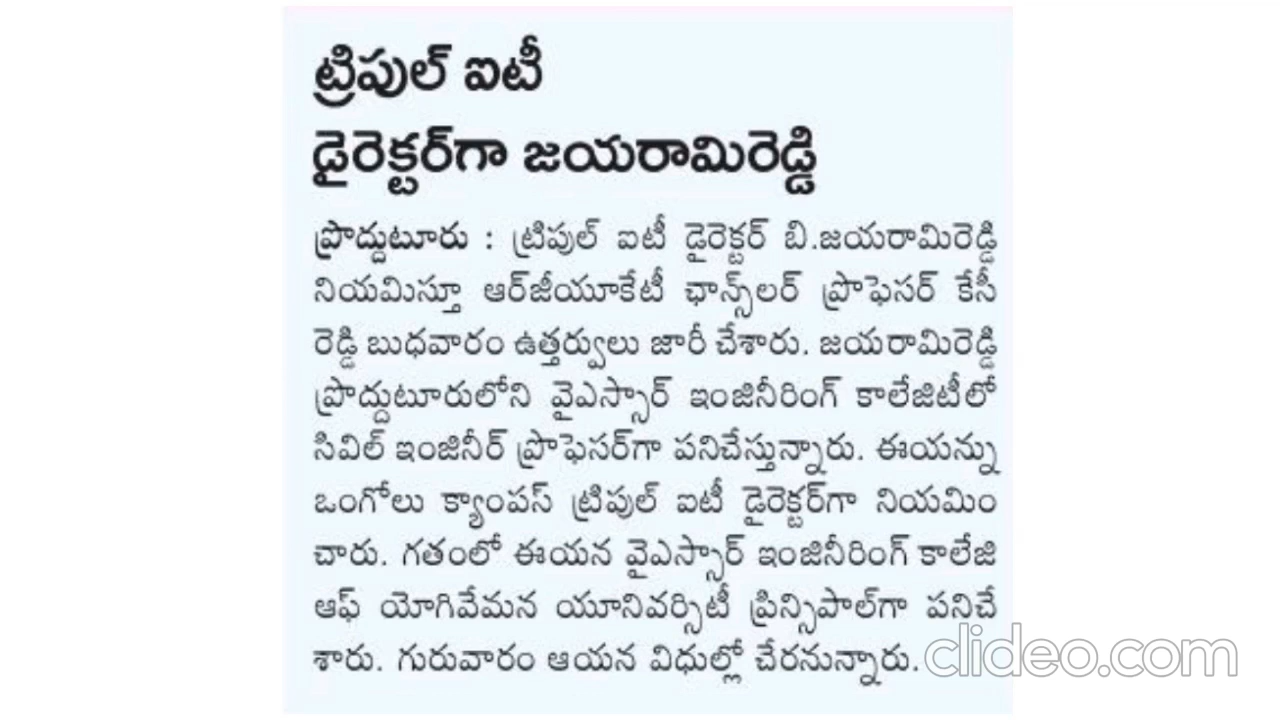 ట్రిపుల్ ఐటీ
డైరెక్టర్‌గా జయరామిరెడ్డి
ప్రొద్దుటూరు : ట్రిపుల్ ఐటీ డైరెక్టర్ బి.జయరామిరెడ్డి
నియమిస్తూ ఆర్‌జీయూకేటీ ఛాన్స్‌లర్ ప్రొఫెసర్ కేసీ
రెడ్డి బుధవారం ఉత్తర్వులు జారీ చేశారు. జయరామిరెడ్డి
ప్రొద్దుటూరులోని వైఎస్సార్ ఇంజినీరింగ్ కాలేజిటీలో
సివిల్ ఇంజినీర్ ప్రొఫెసర్‌గా పనిచేస్తున్నారు. ఈయన్ను
ఒంగోలు క్యాంపస్ ట్రిపుల్ ఐటీ డైరెక్టర్‌గా నియమిం
చారు. గతంలో ఈయన వైఎస్సార్ ఇంజినీరింగ్ కాలేజి
ఆఫ్ యోగివేమన యూనివర్సిటీ ప్రిన్సిపాల్‌గా పనిచే
శారు. గురువారం ఆయన విధుల్లో చేరనున్నారు.
clideo.com